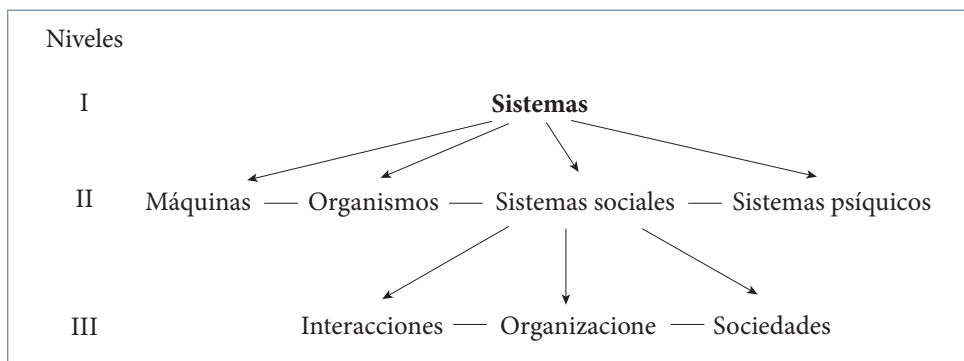 Niveles
I Sistemas
II Máquinas — Organismos — Sistemas sociales — Sistemas psíquicos
III Interacciones — Organizacione — Sociedades